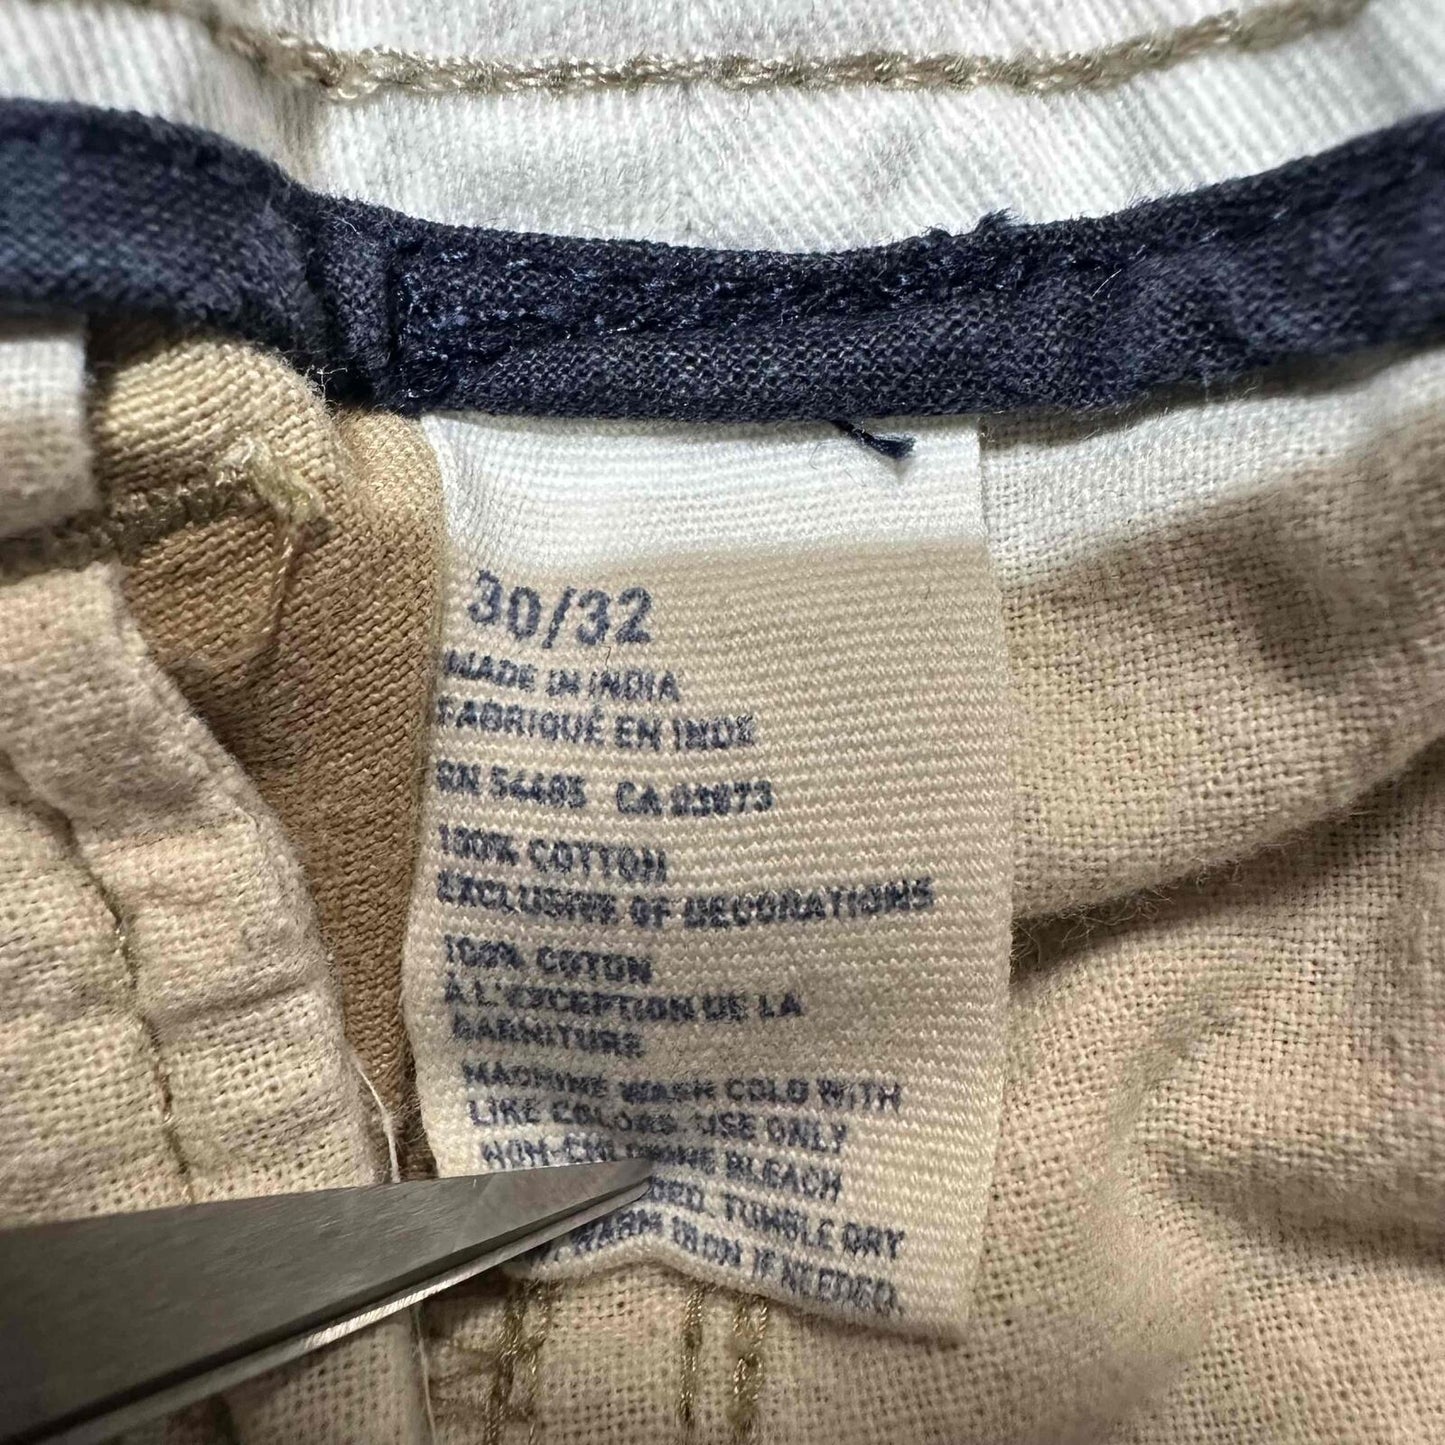 30/32
MADE IN INDIA
FABRIQUÉ EN INDE
RN 54485 CA 03973
100% COTTON
EXCLUSIVE OF DECORATIONS
100% COTON
À L'EXCEPTION DE LA
GARNITURE
MACHINE WASH COLD WITH
LIKE COLORS. USE ONLY
NON-CHLORINE BLEACH
TUMBLE DRY
WARM IRON IF NEEDED.